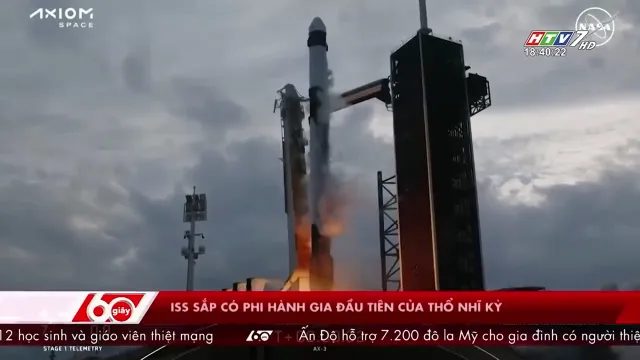 AXIOM
SPACE
NASA
HTV7 HD
18:40:22
60 giây
ISS SẮP CÓ PHI HÀNH GIA ĐẦU TIÊN CỦA THỔ NHĨ KỲ
12 học sinh và giáo viên thiệt mạng 60 Ấn Độ hỗ trợ 7.200 đô la Mỹ cho gia đình có người thiệ
STAGE 1 TELEMETRY
AX-3